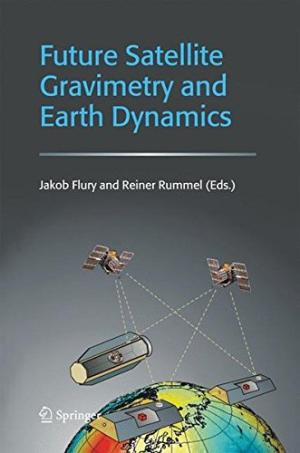 Future Satellite
Gravimetry and
Earth Dynamics
Jakob Flury and Reiner Rummel (Eds.)
Springer